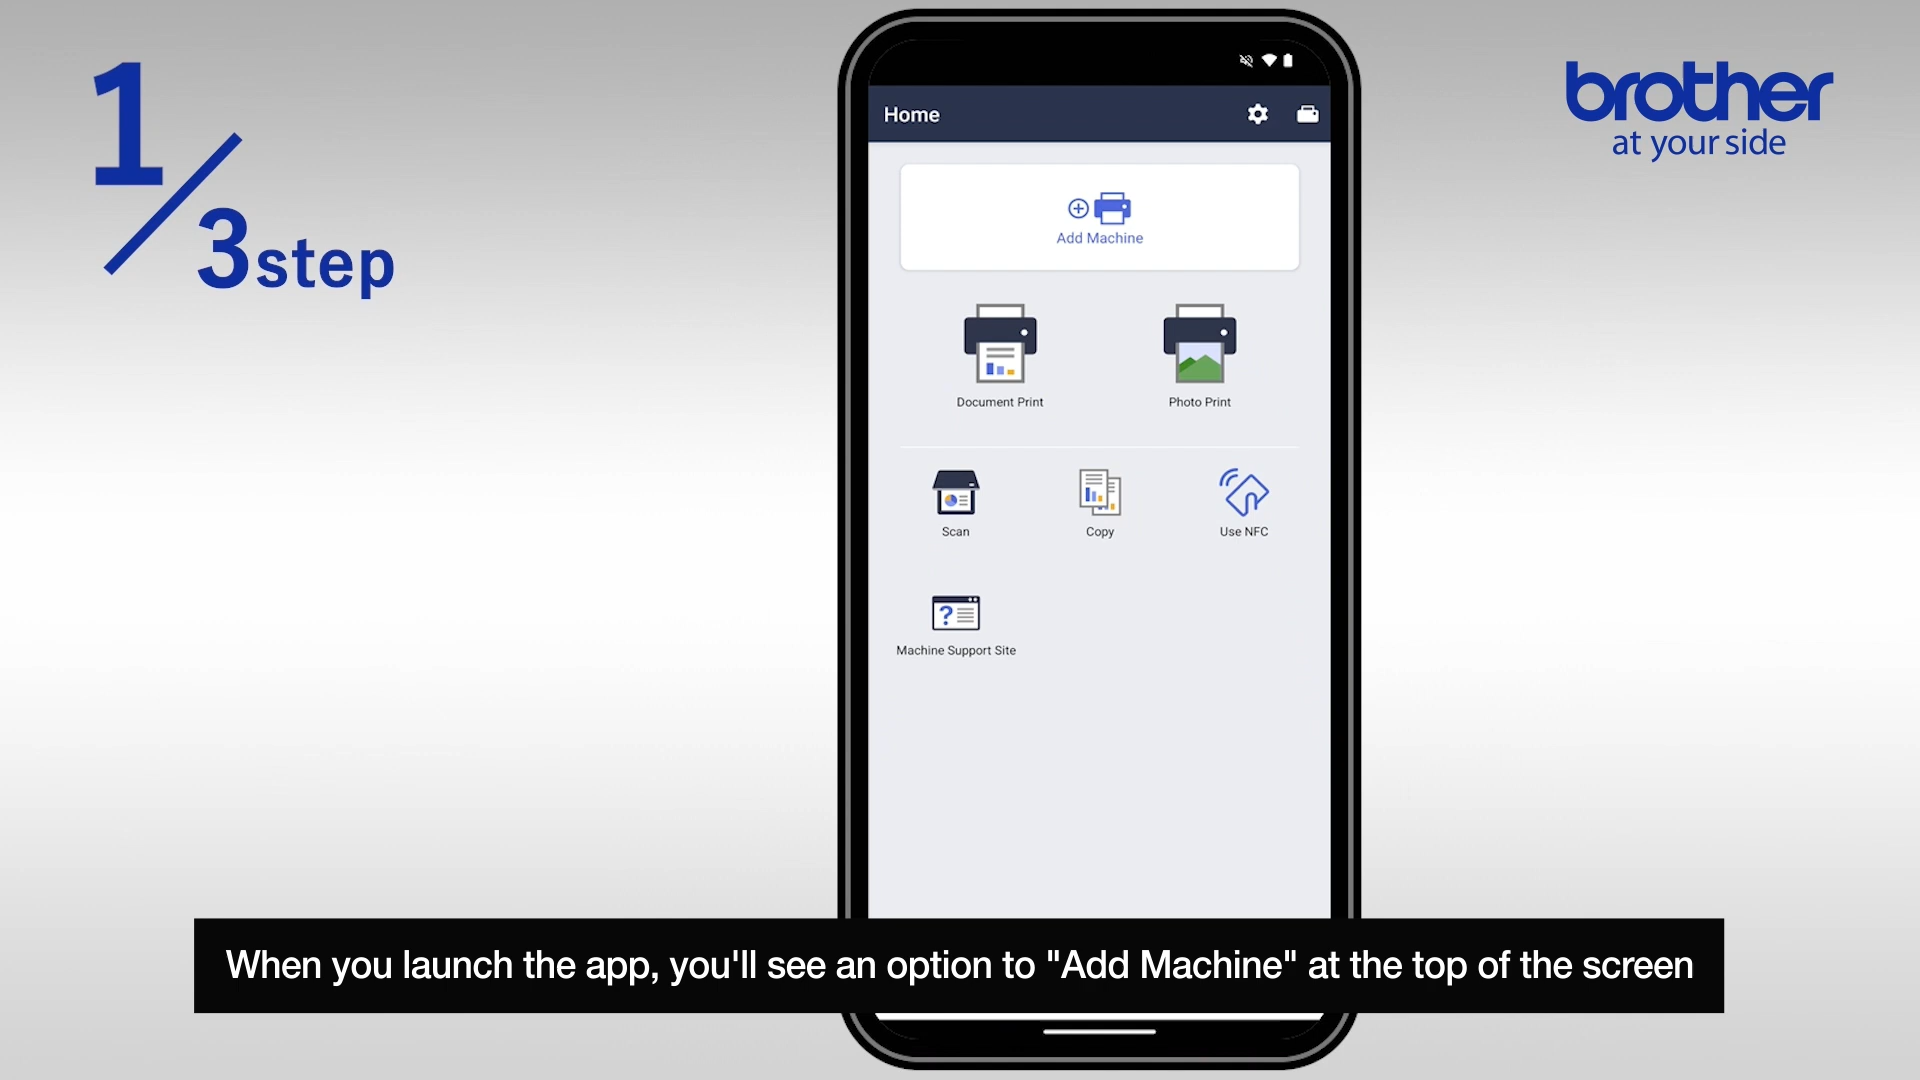 1/3step
brother
at your side
Home
Add Machine
Document Print
Photo Print
Scan
Copy
Use NFC
?
Machine Support Site
When you launch the app, you'll see an option to "Add Machine" at the top of the screen